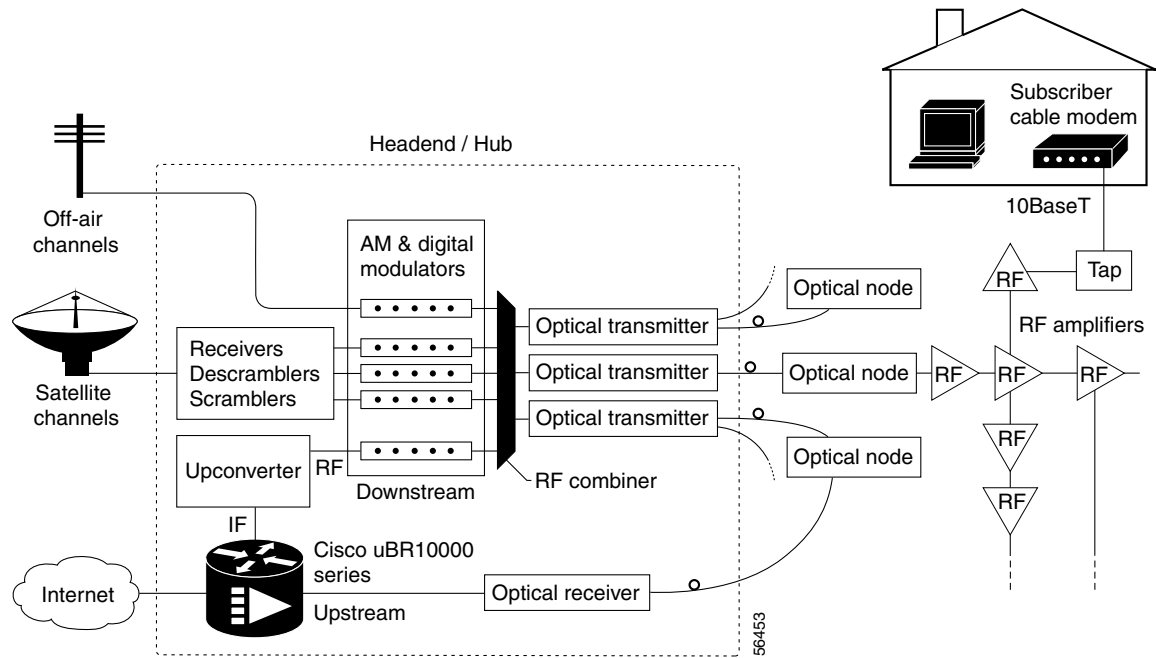 Subscriber
cable modem
Headend / Hub
10BaseT
Off-air
channels
AM & digital
modulators
Tap
RF
Optical node
Optical transmitter
RF amplifiers
Receivers
Descramblers
Scramblers
Optical transmitter
Optical node
RF
RF
RF
Satellite
channels
Optical transmitter
RF
Upconverter
RF
Optical node
RF combiner
Downstream
RF
IF
Cisco uBR10000
series
Internet
Optical receiver
Upstream
56453